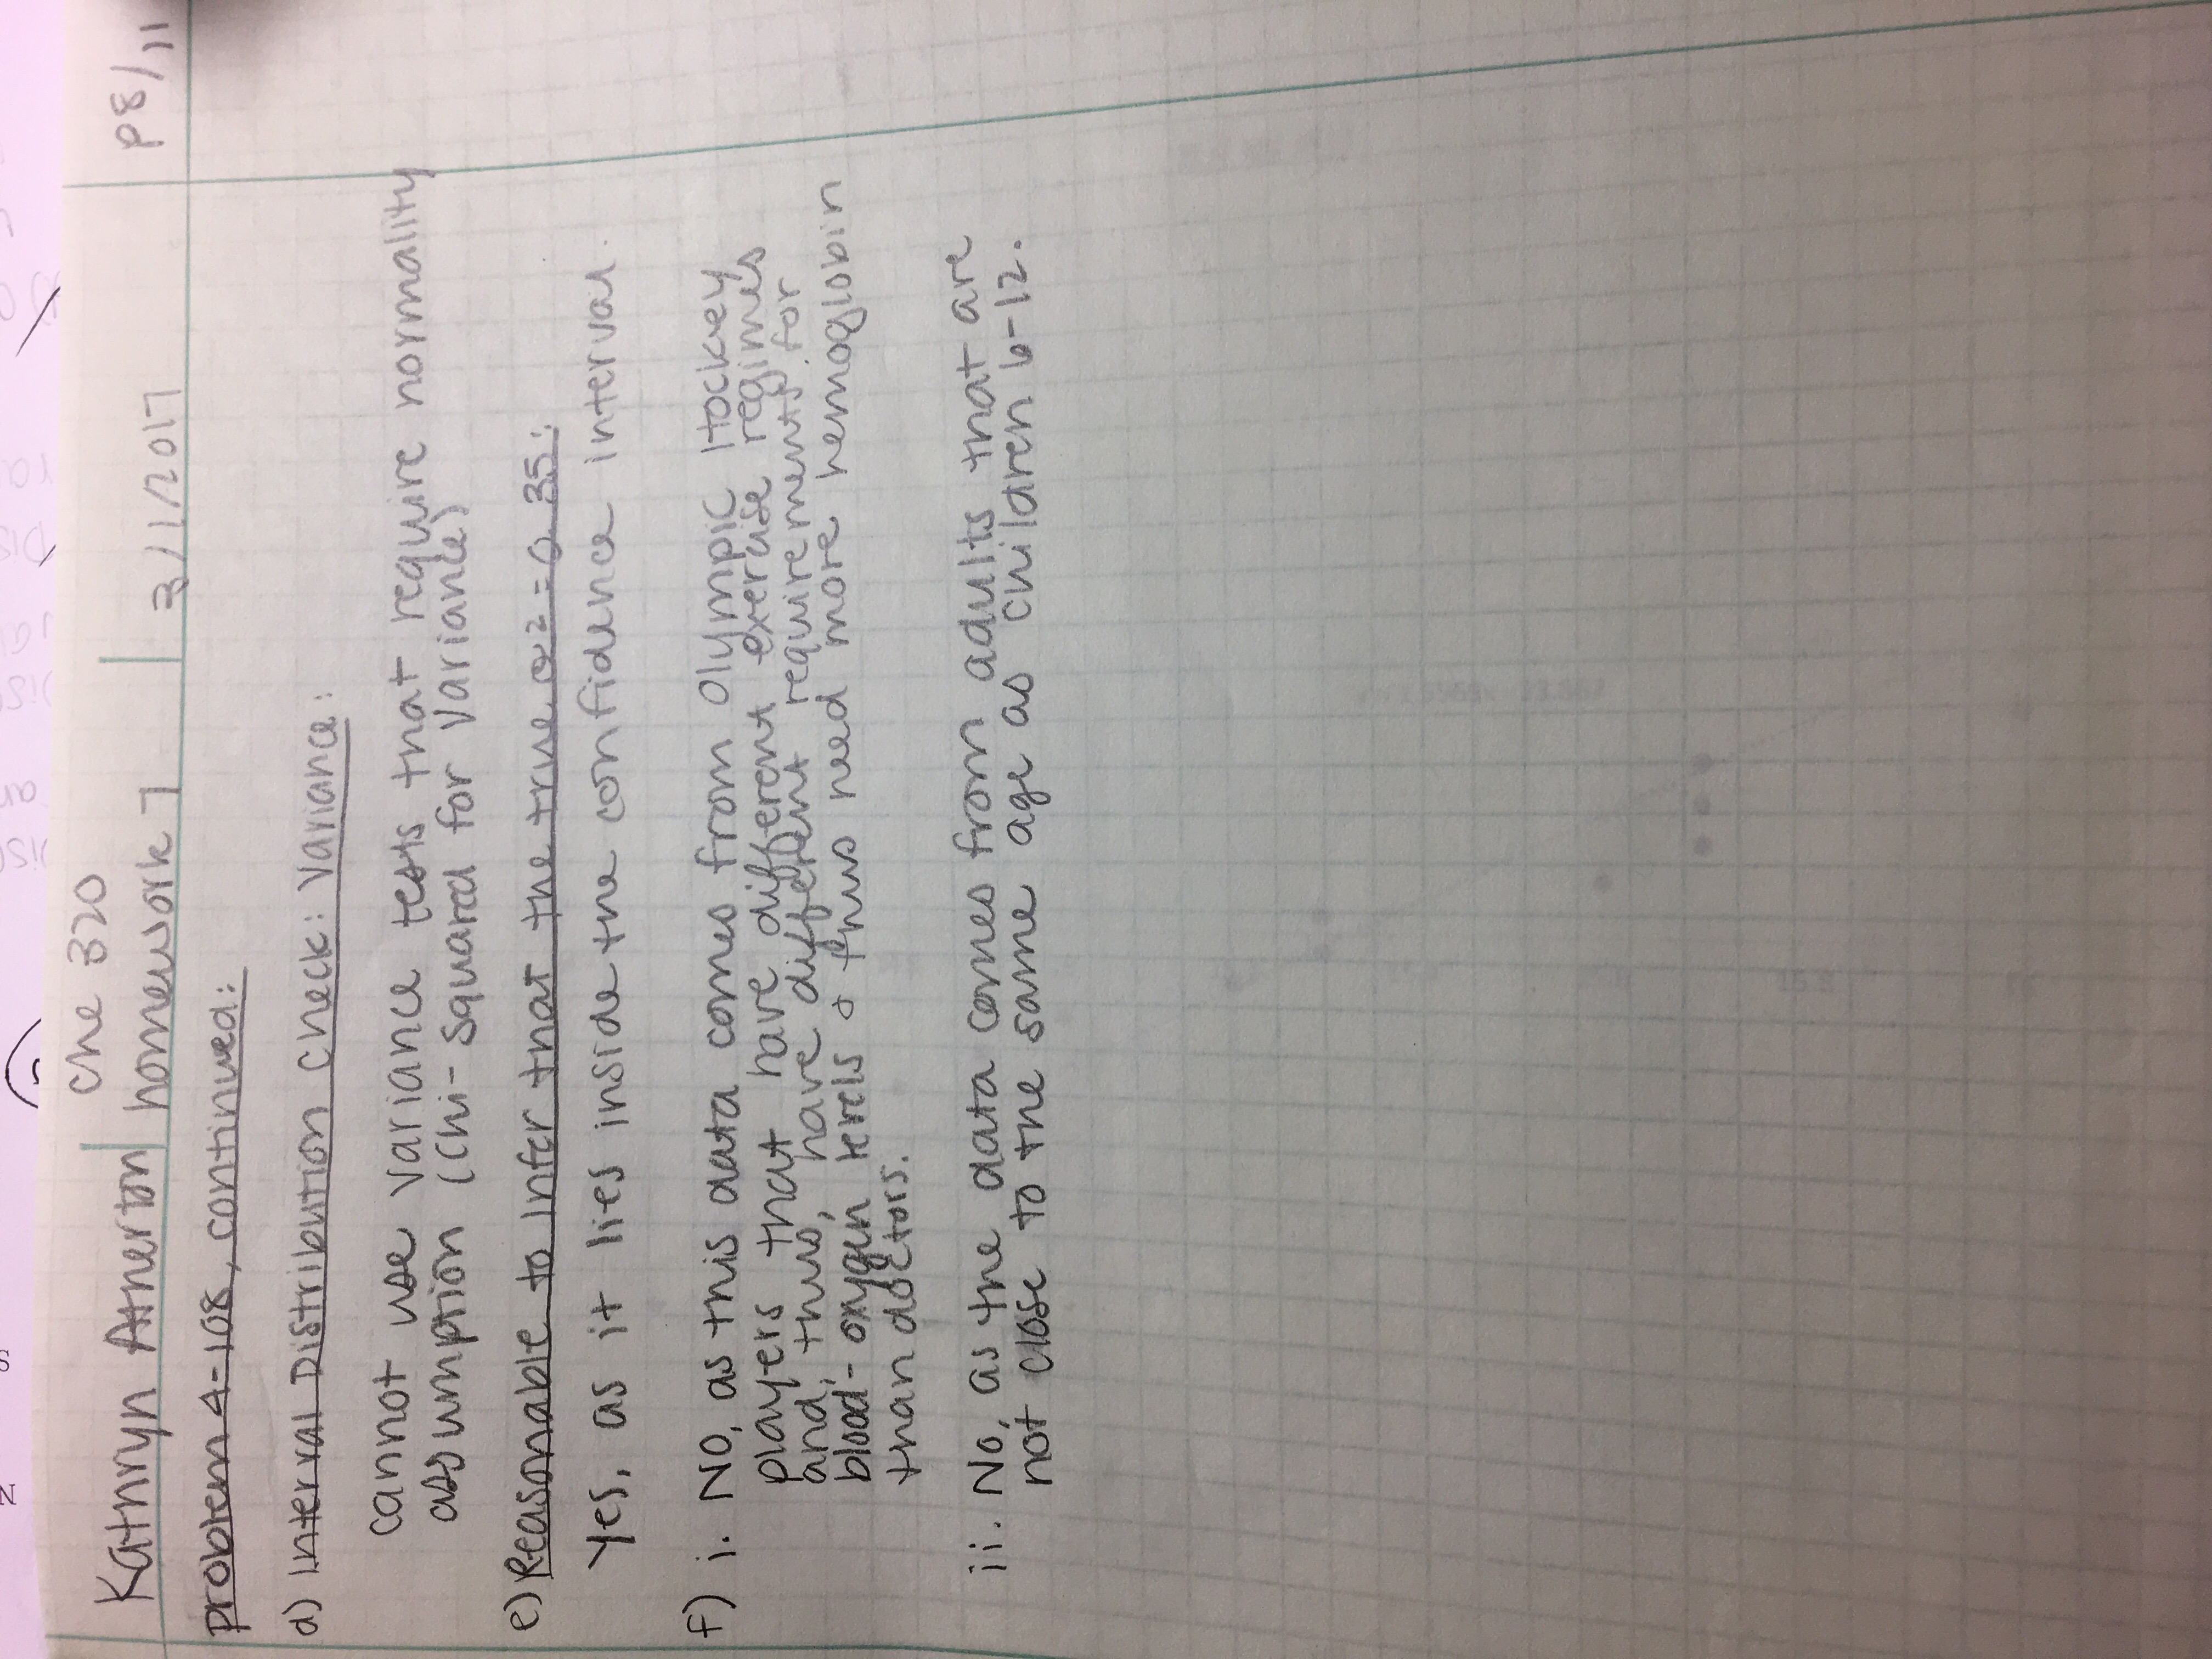 Che 320
Kathryn Atherton homework 7 3/1/2017 p8/11
problem 4-108, continued:
d) Interval Distribution Check: Variance:
cannot use variance tests that require normality
assumption (Chi-Squared for Variance)
e) Reasonable to infer that the true σ2 = 0.35:
Yes, as it lies inside the confidence interval.
f) i. No, as this data comes from Olympic Hockey
players that have different exercise regimes
and, thus, have different requirements for
blood-oxygen levels & thus need more hemoglobin
than doctors.
ii. No, as the data comes from adults that are
not close to the same age as children 6-12.